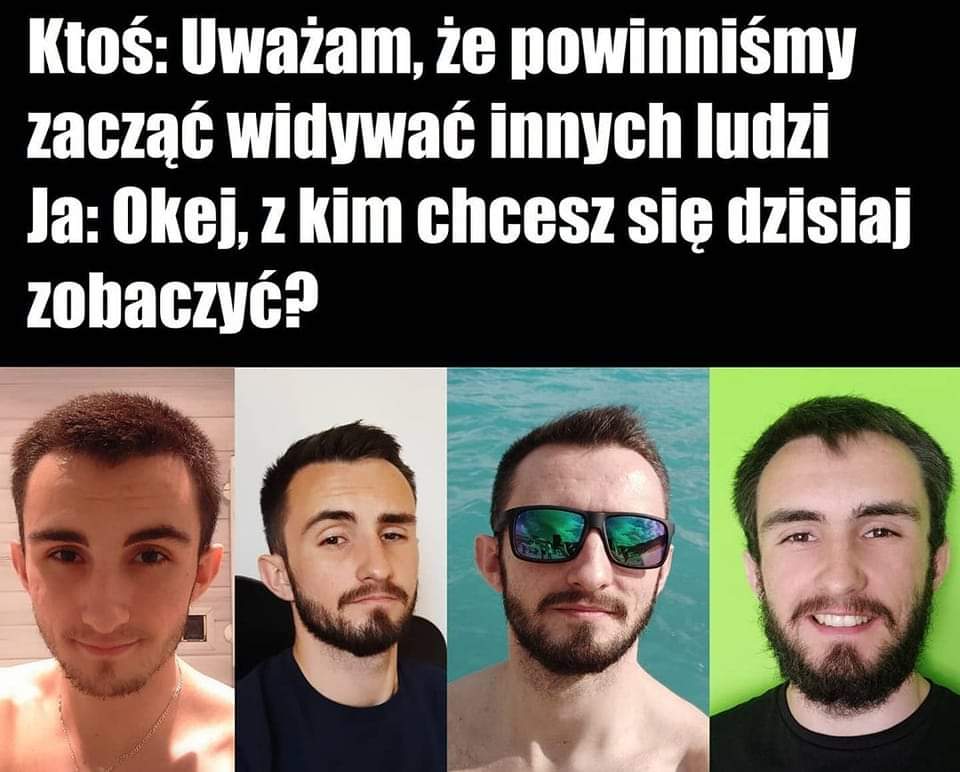 Ktoś: Uważam, że powinniśmy
zacząć widywać innych ludzi
Ja: Okej, z kim chcesz się dzisiaj
zobaczyć?